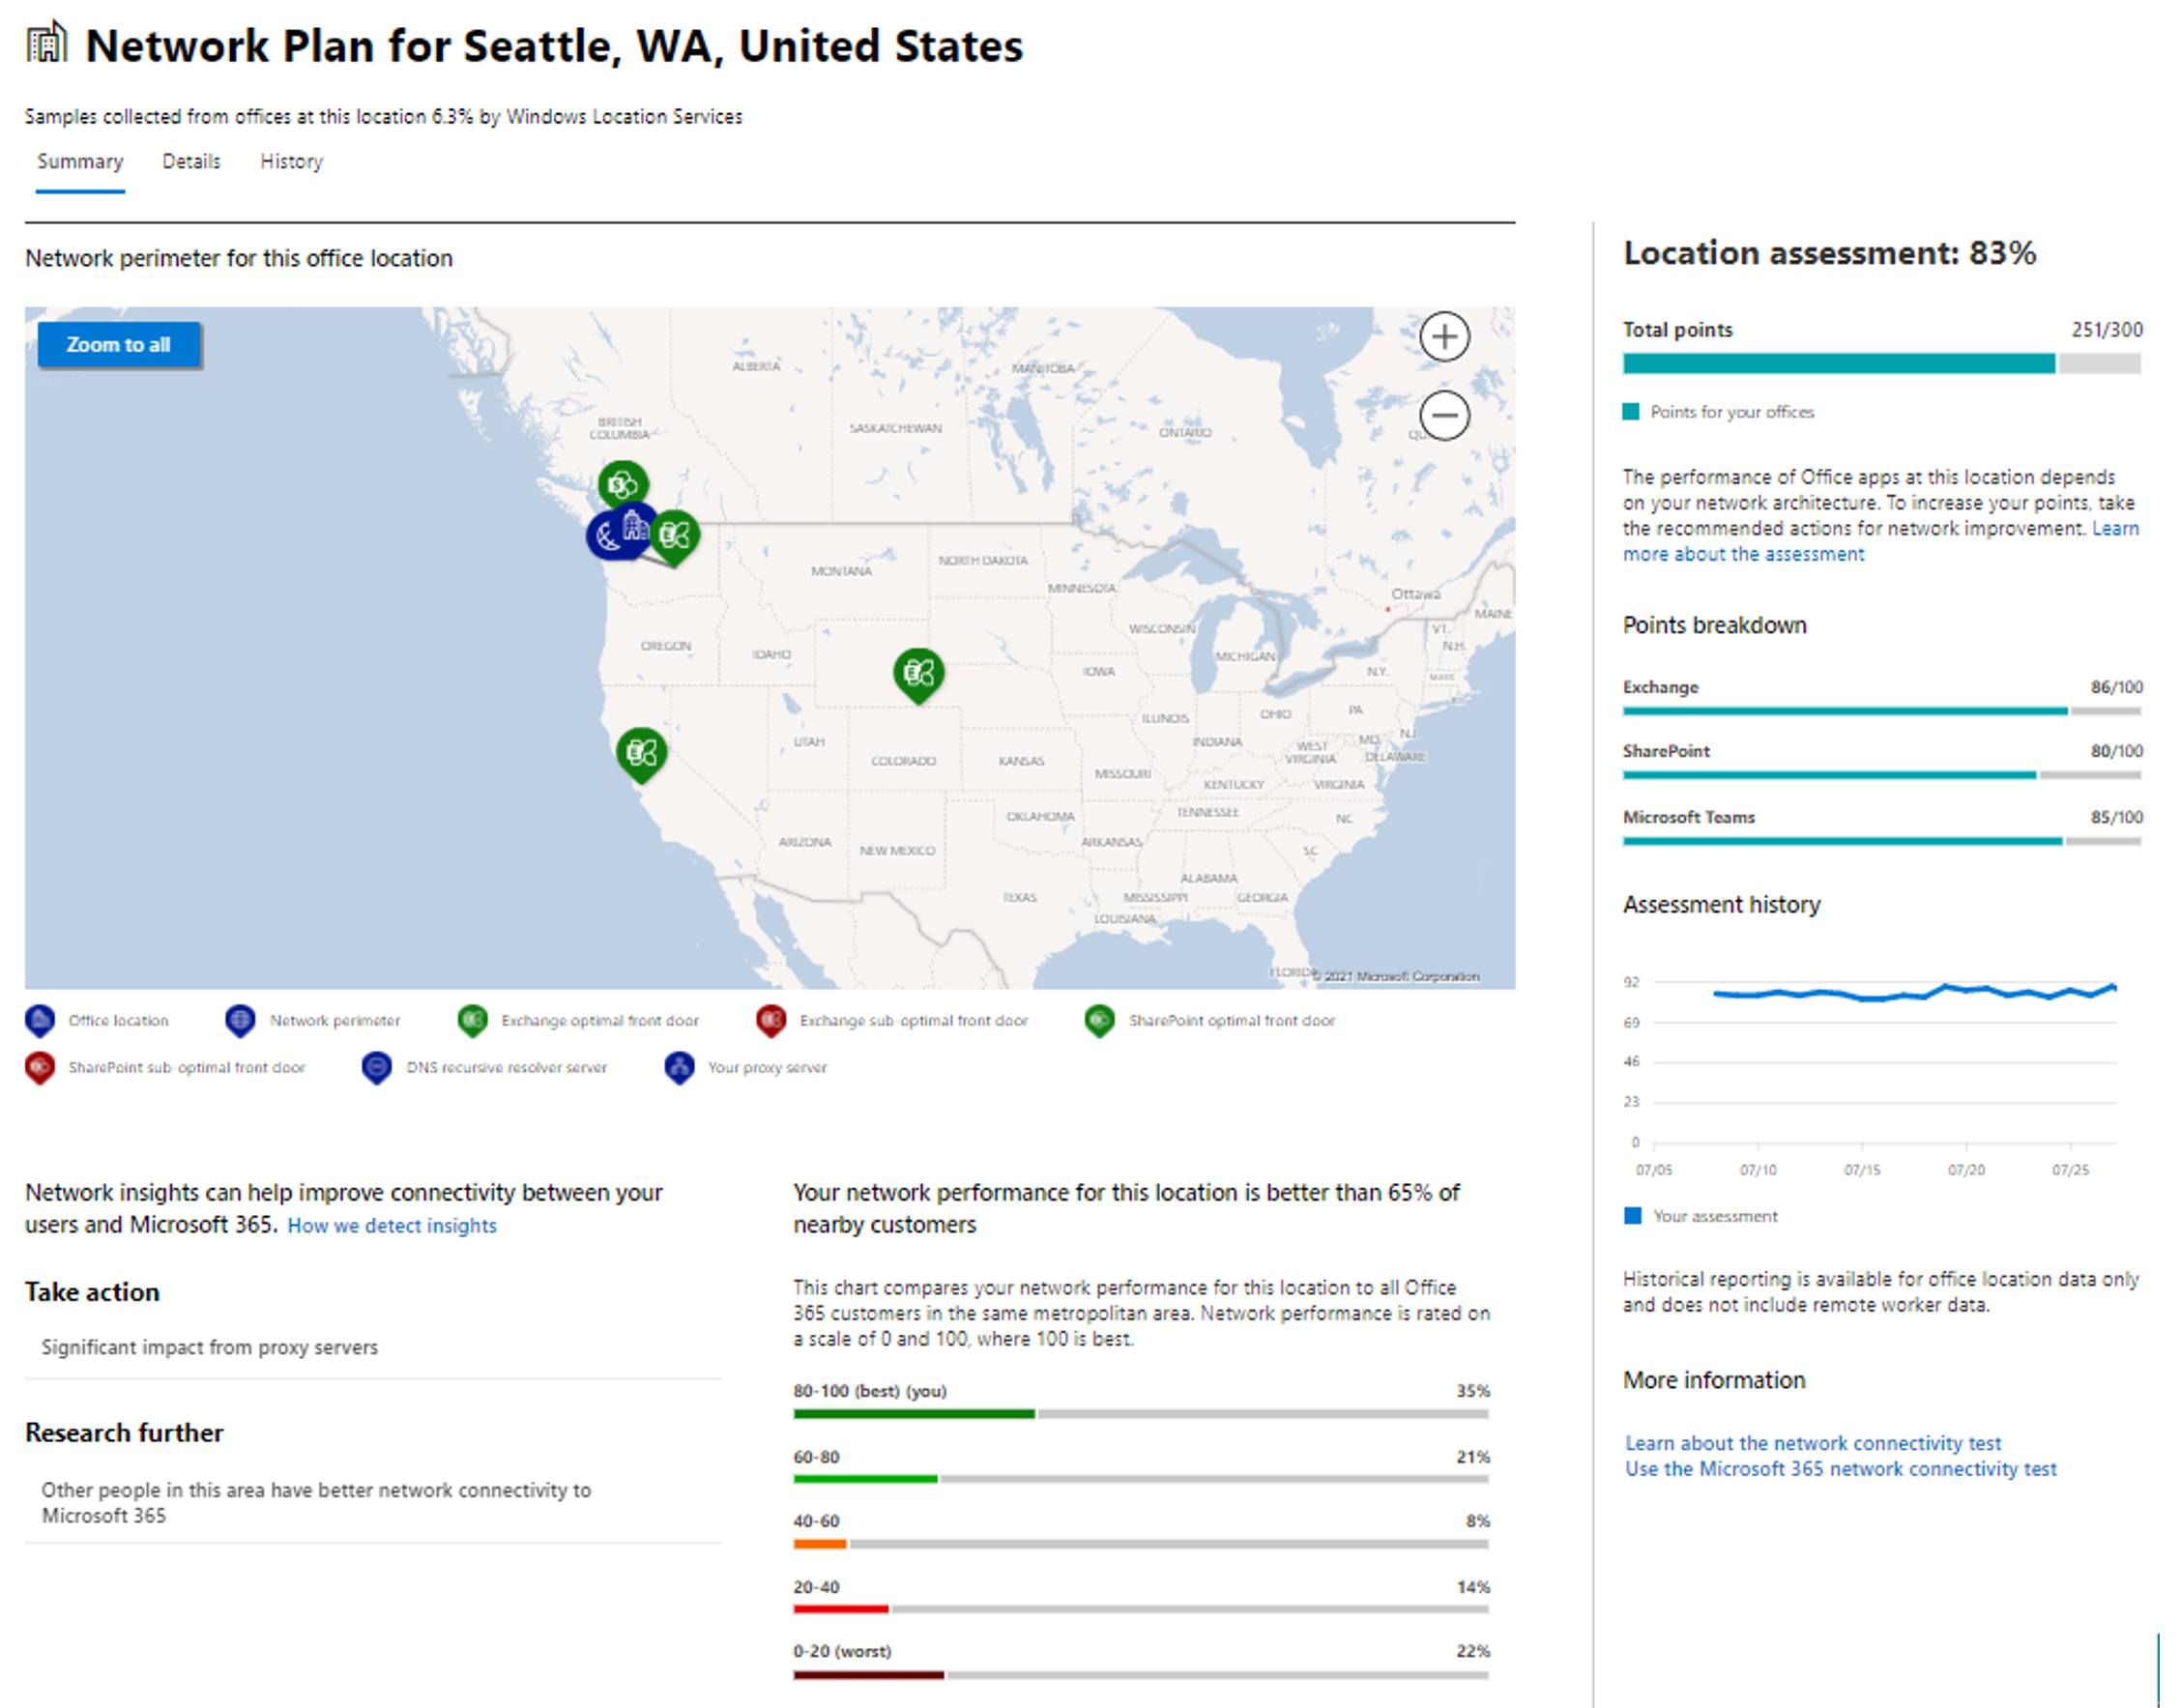 Network Plan for Seattle, WA, United States
Samples collected from offices at this location 6.3% by Windows Location Services
Summary Details History
Network perimeter for this office location
Zoom to all
ALBERTA
MANITOBA
BRITISH
COLUMBIA
SASKATCHEWAN
ONTARIO
MONTANA
NORTH DAKOTA
MINNESOTA
Ottawa
MAINE
WISCONSIN
VT.
N.H.
OREGON
IDAHO
MICHIGAN
IOWA
N.Y.
MASS.
ILLINOIS
OHIO
PA
UTAH
INDIANA
WEST
VIRGINIA
MD.
NJ
DELAWARE
COLORADO
KANSAS
MISSOURI
KENTUCKY
VIRGINIA
OKLAHOMA
TENNESSEE
NC
ARIZONA
NEW MEXICO
ARKANSAS
SC
ALABAMA
TEXAS
MISSISSIPPI
GEORGIA
LOUISIANA
© 2021 Microsoft Corporation
Office location
Network perimeter
Exchange optimal front door
Exchange sub-optimal front door
SharePoint optimal front door
SharePoint sub-optimal front door
DNS recursive resolver server
Your proxy server
Network insights can help improve connectivity between your
users and Microsoft 365. How we detect insights
Take action
Significant impact from proxy servers
Research further
Other people in this area have better network connectivity to
Microsoft 365
Your network performance for this location is better than 65% of
nearby customers
This chart compares your network performance for this location to all Office
365 customers in the same metropolitan area. Network performance is rated on
a scale of 0 and 100, where 100 is best.
80-100 (best) (you) 35%
60-80 21%
40-60 8%
20-40 14%
0-20 (worst) 22%
Location assessment: 83%
Total points 251/300
Points for your offices
The performance of Office apps at this location depends
on your network architecture. To increase your points, take
the recommended actions for network improvement. Learn
more about the assessment
Points breakdown
Exchange 86/100
SharePoint 80/100
Microsoft Teams 85/100
Assessment history
92
69
46
23
0
07/05 07/10 07/15 07/20 07/25
Your assessment
Historical reporting is available for office location data only
and does not include remote worker data.
More information
Learn about the network connectivity test
Use the Microsoft 365 network connectivity test